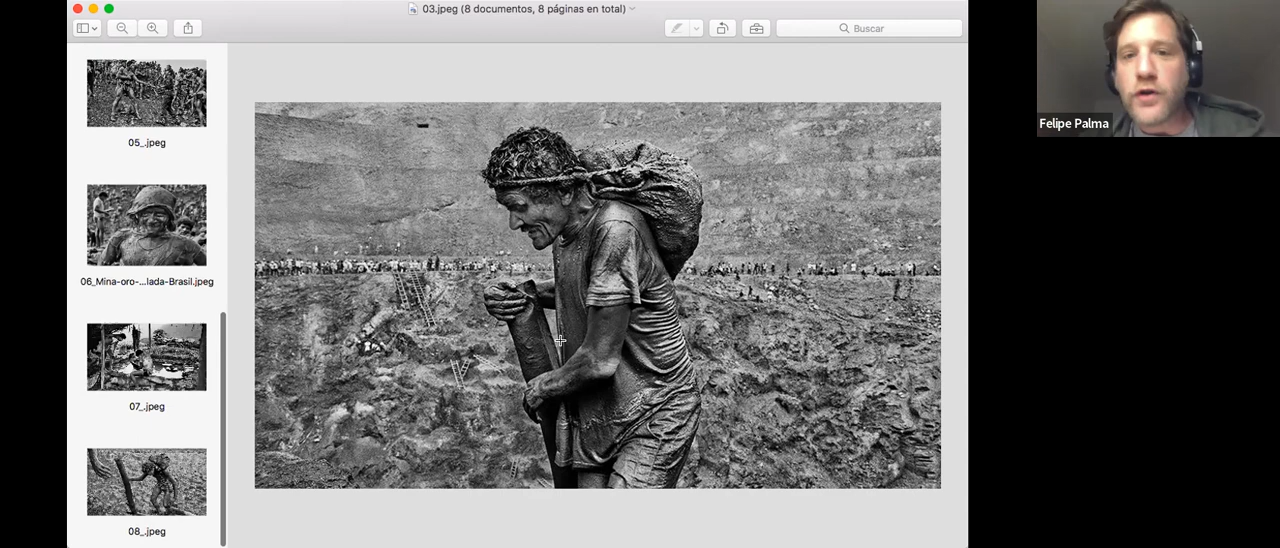 03.jpeg (8 documentos, 8 páginas en total)
Buscar
05_.jpeg
06_Mina-oro-...lada-Brasil.jpeg
07_.jpeg
08_.jpeg
Felipe Palma